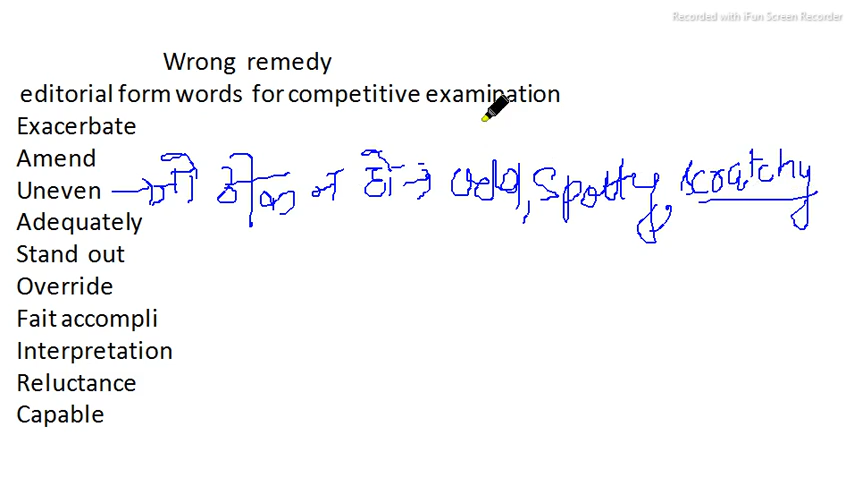 Recorded with iFun Screen Recorder
Wrong remedy
editorial form words for competitive examination
Exacerbate
Amend
Uneven जो ठीक न हो odd, Spotty, scratchy
Adequately
Stand out
Override
Fait accompli
Interpretation
Reluctance
Capable